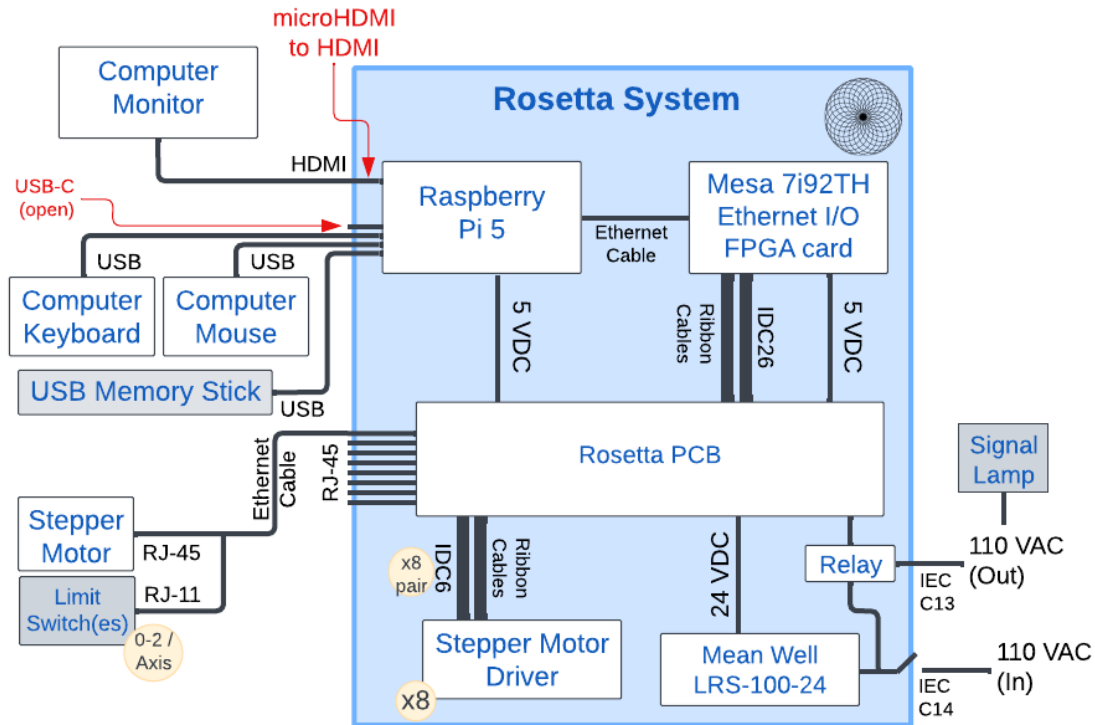 microHDMI
to HDMI
Computer
Monitor
Rosetta System
HDMI
USB-C
(open)
Raspberry
Pi 5
Mesa 7i92TH
Ethernet I/O
FPGA card
Ethernet
Cable
USB
USB
Computer
Keyboard
Computer
Mouse
5 VDC
Ribbon
Cables
IDC26
5 VDC
USB Memory Stick
USB
Ethernet
Cable
RJ-45
Rosetta PCB
Signal
Lamp
Stepper
Motor
RJ-45
x8
pair
IDC6
Ribbon
Cables
24 VDC
Relay
110 VAC
(Out)
IEC
C13
Limit
Switch(es)
RJ-11
0-2 /
Axis
Stepper Motor
Driver
x8
Mean Well
LRS-100-24
110 VAC
(In)
IEC
C14